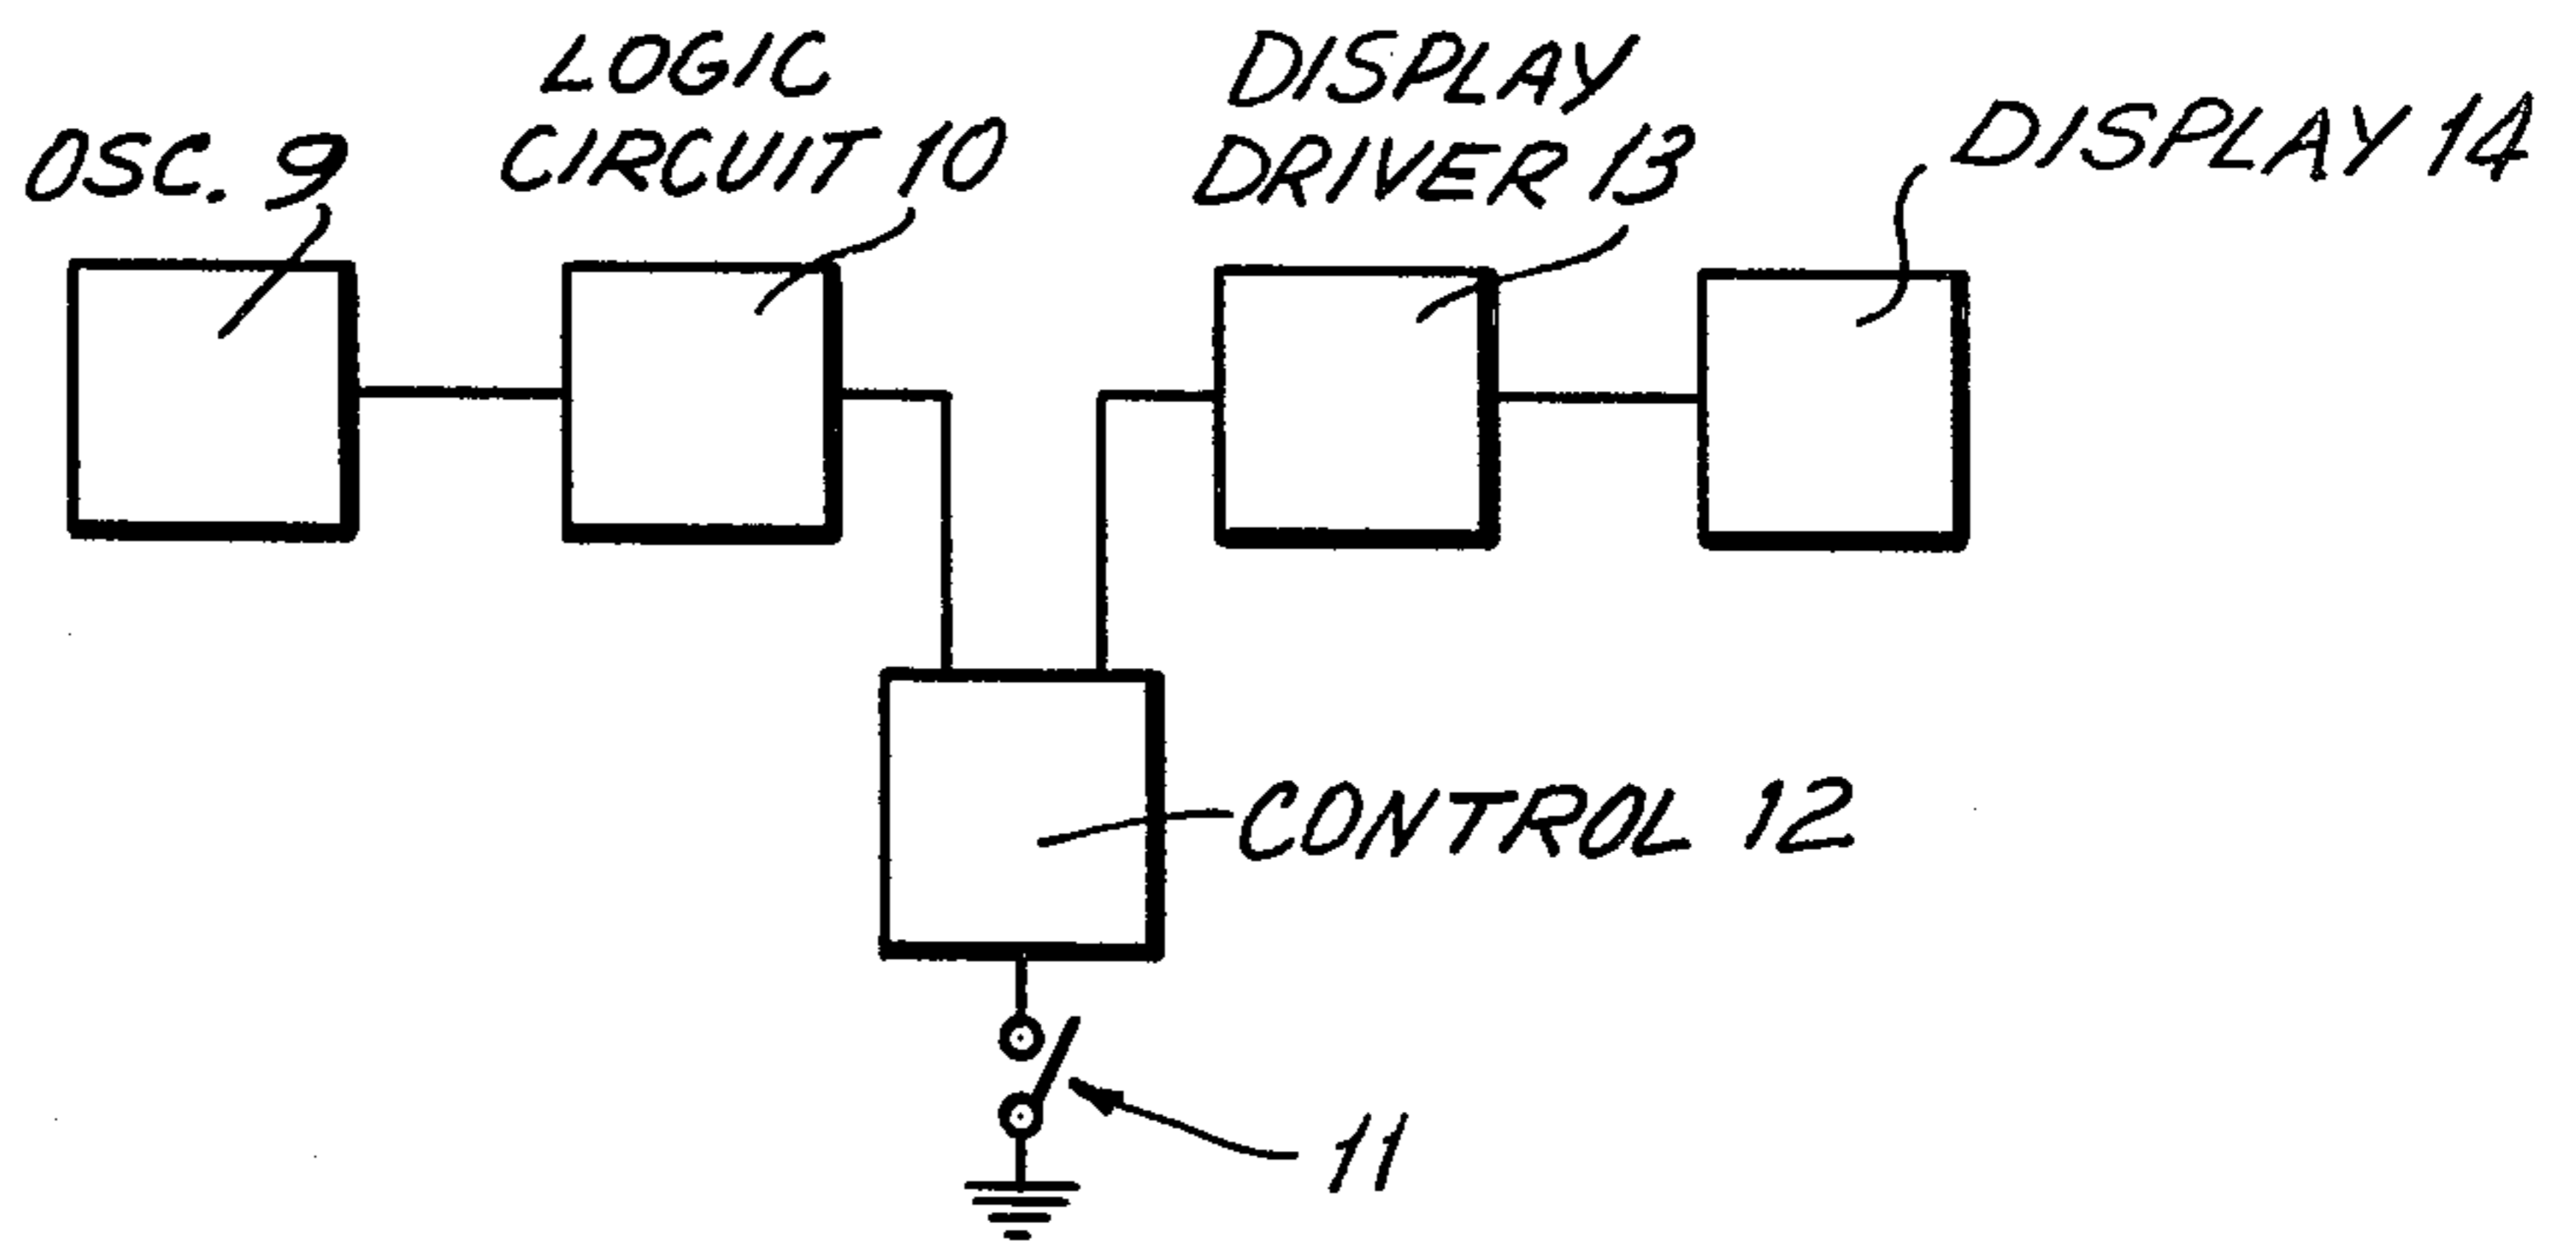 OSC. 9
LOGIC
CIRCUIT 10
DISPLAY
DRIVER 13
DISPLAY 14
CONTROL 12
11